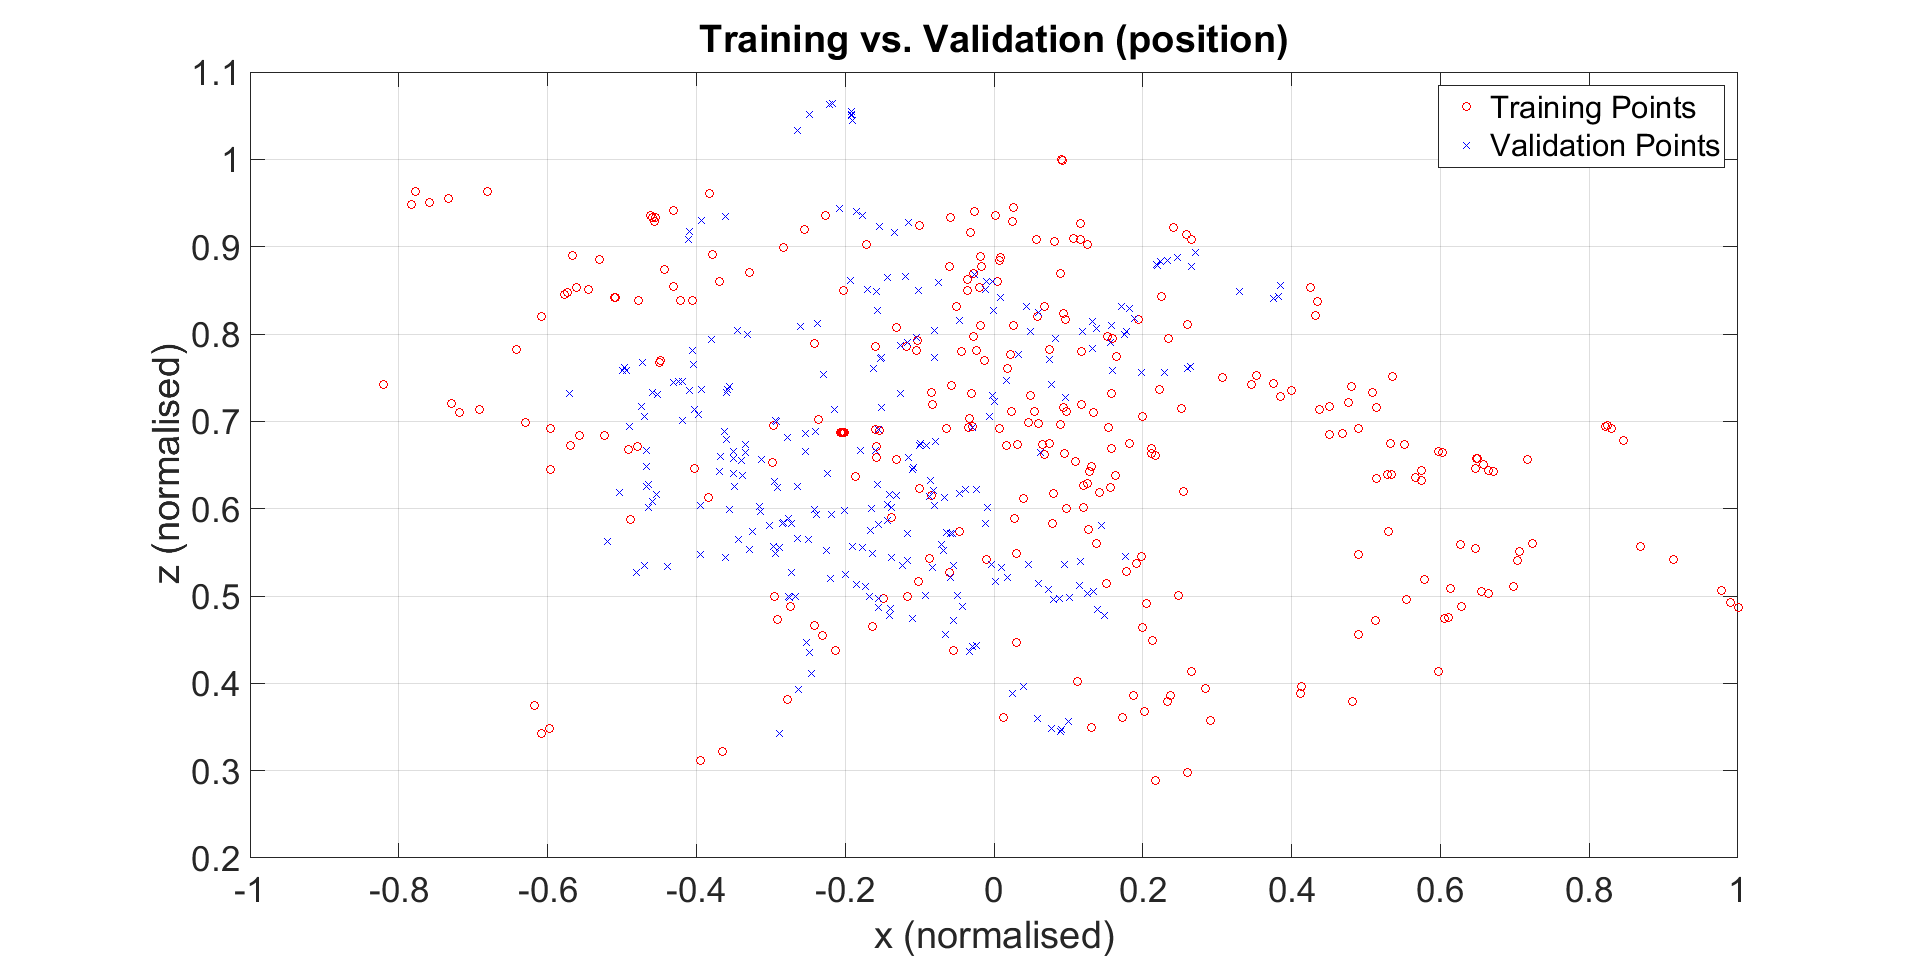 Training vs. Validation (position)
Training Points
Validation Points
1.1
1
0.9
0.8
0.7
0.6
0.5
0.4
0.3
0.2
z (normalised)
-1 -0.8 -0.6 -0.4 -0.2 0 0.2 0.4 0.6 0.8 1
x (normalised)